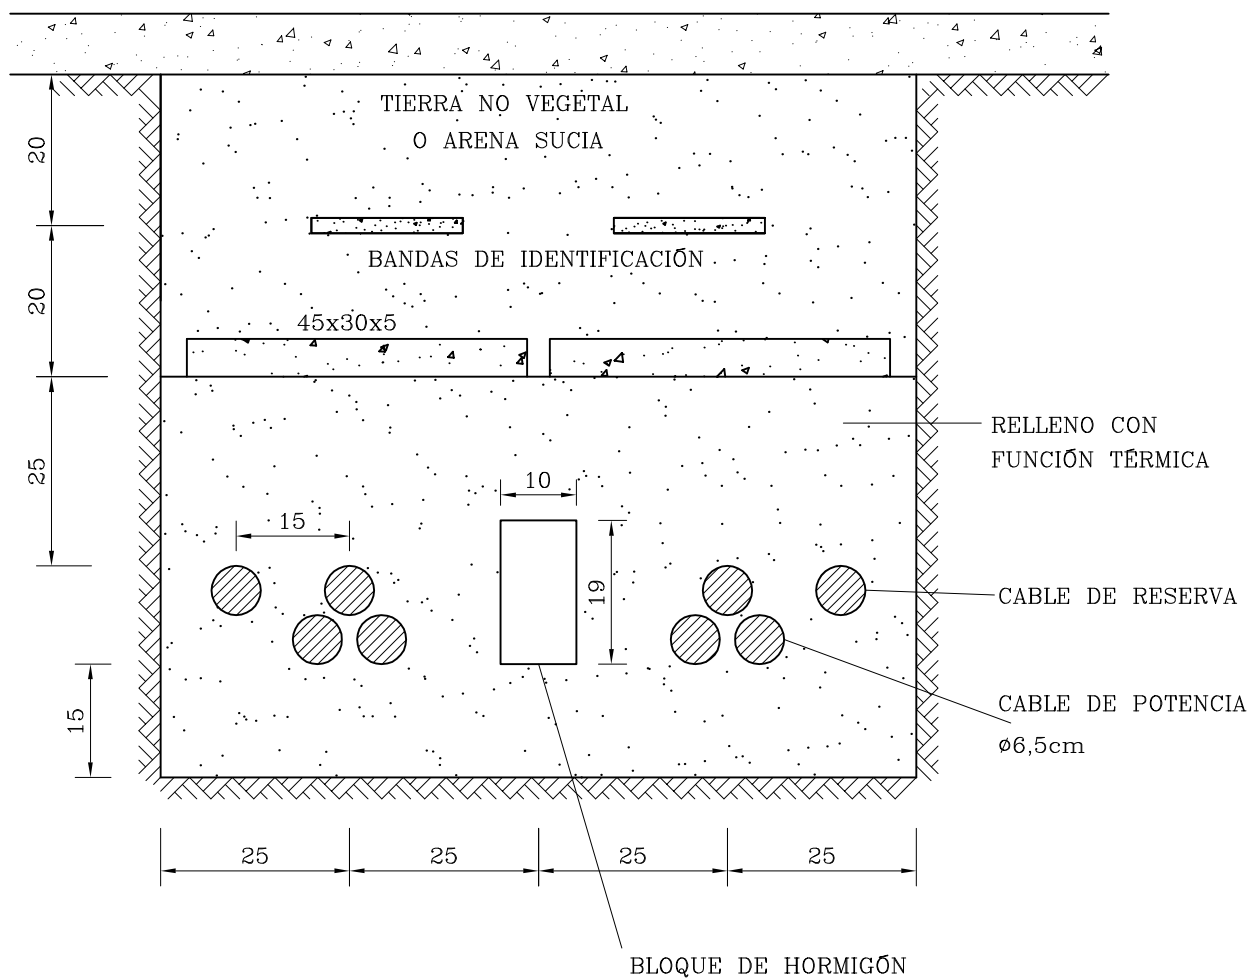 TIERRA NO VEGETAL
O ARENA SUCIA
20
BANDAS DE IDENTIFICACIÓN
20
45x30x5
RELLENO CON
FUNCIÓN TÉRMICA
25
10
15
19
CABLE DE RESERVA
CABLE DE POTENCIA
ø6,5cm
15
25
25
25
25
BLOQUE DE HORMIGÓN